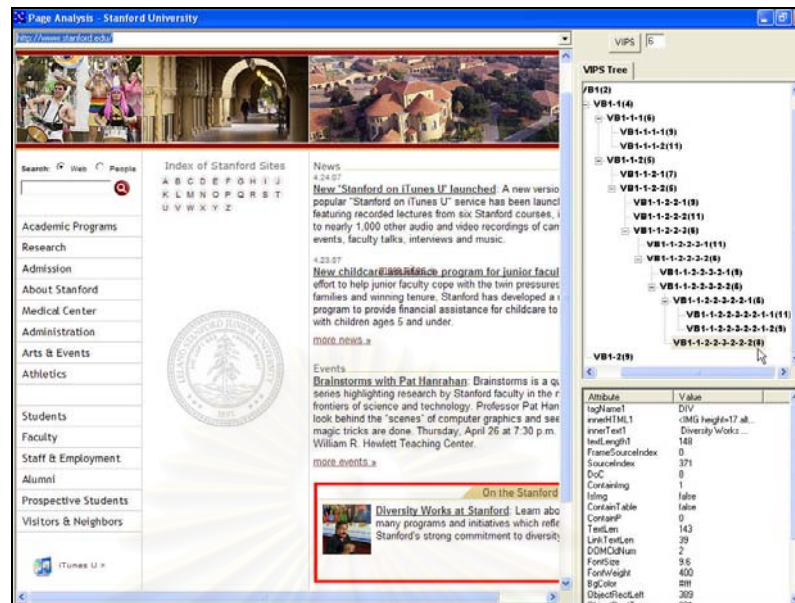 Page Analysis - Stanford University
http://www.stanford.edu/
VIPS 6
Search: Web People
Index of Stanford Sites
A B C D E F G H I J
K L M N O P Q R S T
U V W X Y Z
Academic Programs
Research
Admission
About Stanford
Medical Center
Administration
Arts & Events
Athletics
Students
Faculty
Staff & Employment
Alumni
Prospective Students
Visitors & Neighbors
iTunes U »
News
4.24.07
New 'Stanford on iTunes U' launched: A new versio
popular "Stanford on iTunes U" service has been launcl
featuring recorded lectures from six Stanford courses, i
to nearly 1,000 other audio and video recordings of can
events, faculty talks, interviews and music.
4.23.07
New childcare assistance program for junior facul
effort to help junior faculty cope with the twin pressures
families and winning tenure, Stanford has developed a
program to provide financial assistance for childcare to
with children ages 5 and under.
more news »
Events
Brainstorms with Pat Hanrahan: Brainstorms is a qu
series highlighting research by Stanford faculty in the r
frontiers of science and technology. Professor Pat Han
look behind the "scenes" of computer graphics and see
magic tricks are done. Thursday, April 26 at 7:30 p.m.
William R. Hewlett Teaching Center.
more events »
On the Stanford
Diversity Works at Stanford: Learn abo
many programs and initiatives which refle
Stanford's strong commitment to diversity
VIPS Tree
/B1(2)
VB1-1(4)
VB1-1-1(6)
VB1-1-1-1(9)
VB1-1-1-2(11)
VB1-1-2(5)
VB1-1-2-1(7)
VB1-1-2-2(5)
VB1-1-2-2-1(9)
VB1-1-2-2-2(11)
VB1-1-2-2-3(6)
VB1-1-2-2-3-1(11)
VB1-1-2-2-3-2(6)
VB1-1-2-2-3-2-1(8)
VB1-1-2-2-3-2-2(6)
VB1-1-2-2-3-2-2-1(6)
VB1-1-2-2-3-2-2-1-1(11)
VB1-1-2-2-3-2-2-1-2(9)
VB1-1-2-2-3-2-2-2(8)
VB1-2(9)
Attribute Value
tagName1 DIV
innerHTML1 <IMG height=17 alt...
innerText1 Diversity Works ...
textLength1 148
FrameSourceIndex 0
SourceIndex 371
DoC 8
ContainImg 1
IsImg false
ContainTable false
ContainP 0
TextLen 143
LinkTextLen 39
DOMCldNum 2
FontSize 9.6
FontWeight 400
BgColor #fff
ObjectRectLeft 309